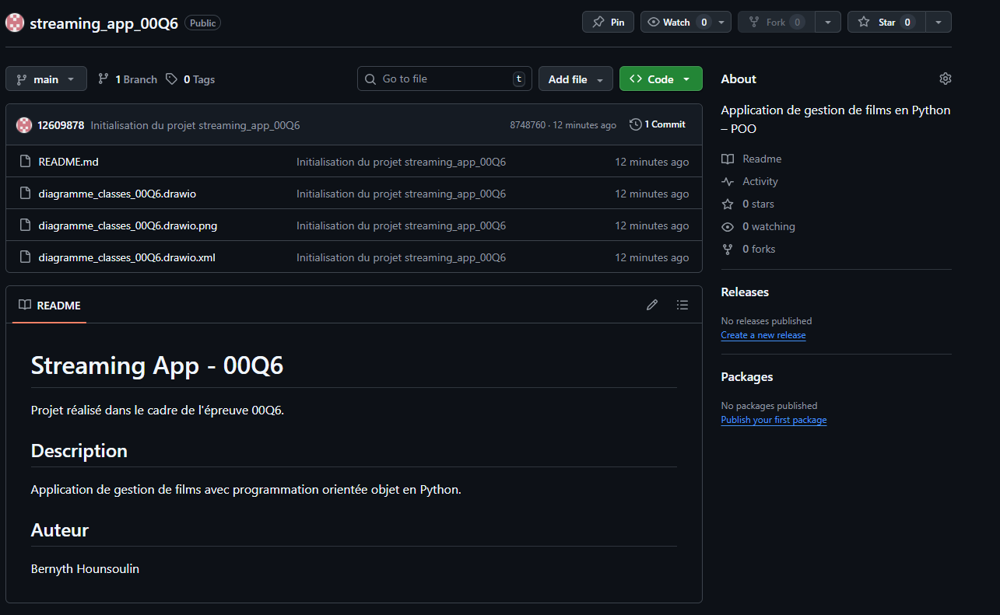 streaming_app_00Q6 Public
Pin
Watch 0
Fork 0
Star 0
main
1 Branch
0 Tags
Go to file t
Add file
Code
12609878 Initialisation du projet streaming_app_00Q6 8748760 · 12 minutes ago 1 Commit
README.md Initialisation du projet streaming_app_00Q6 12 minutes ago
diagramme_classes_00Q6.drawio Initialisation du projet streaming_app_00Q6 12 minutes ago
diagramme_classes_00Q6.drawio.png Initialisation du projet streaming_app_00Q6 12 minutes ago
diagramme_classes_00Q6.drawio.xml Initialisation du projet streaming_app_00Q6 12 minutes ago
README
Streaming App - 00Q6
Projet réalisé dans le cadre de l'épreuve 00Q6.
Description
Application de gestion de films avec programmation orientée objet en Python.
Auteur
Bernyth Hounsoulin
About
Application de gestion de films en Python
– POO
Readme
Activity
0 stars
0 watching
0 forks
Releases
No releases published
Create a new release
Packages
No packages published
Publish your first package